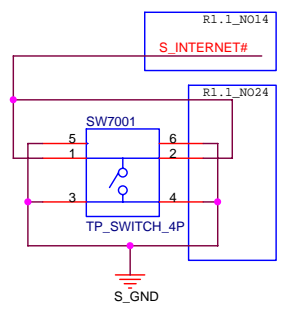 R1.1_NO14
S_INTERNET#
R1.1_NO24
SW7001
5 6
1 2
3 4
TP_SWITCH_4P
S_GND